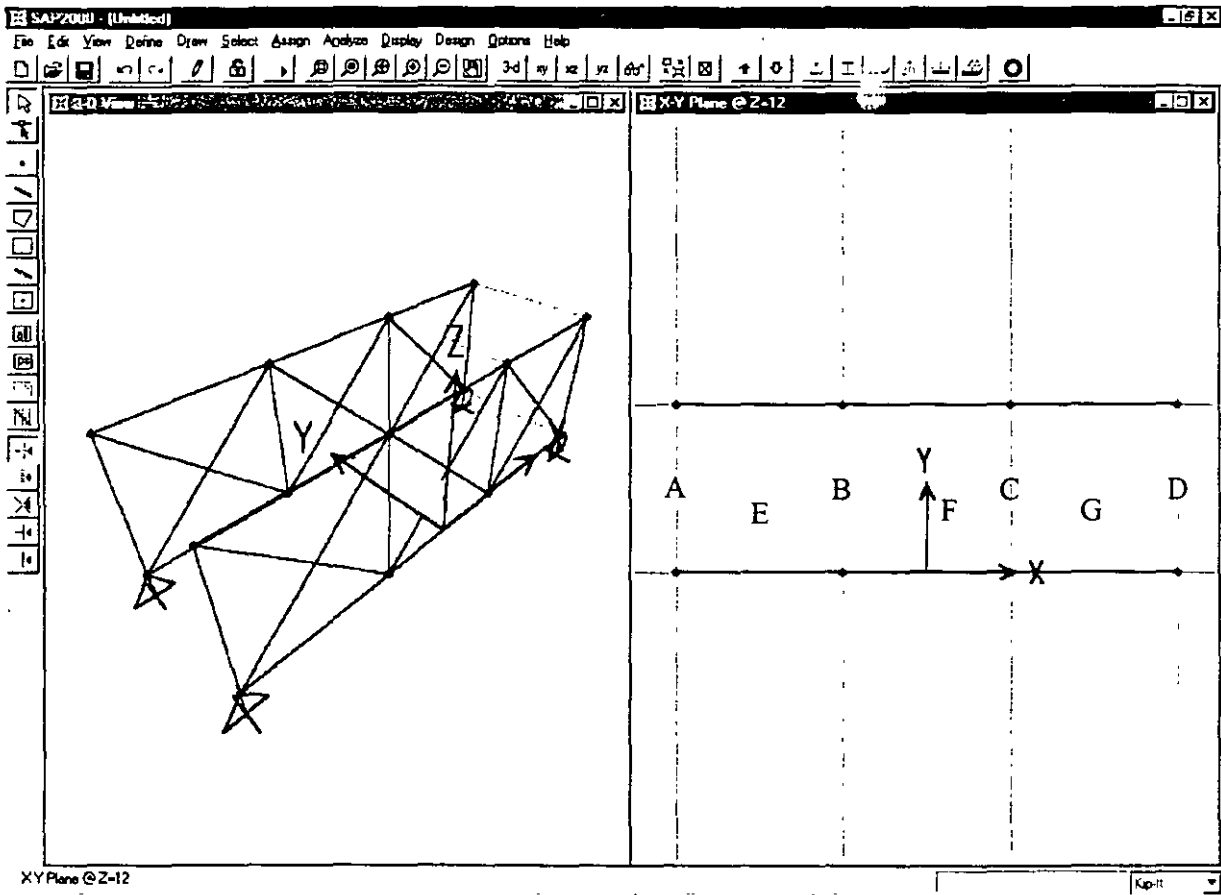 SAP2000 - (Untitled)
File Edit View Define Draw Select Assign Analyze Display Design Options Help
3-d xy xz yz
3-D View
X-Y Plane @ Z=12
Z
Y
Y
A B C D
E F G
X
X-Y Plane @ Z=12
Kip-ft